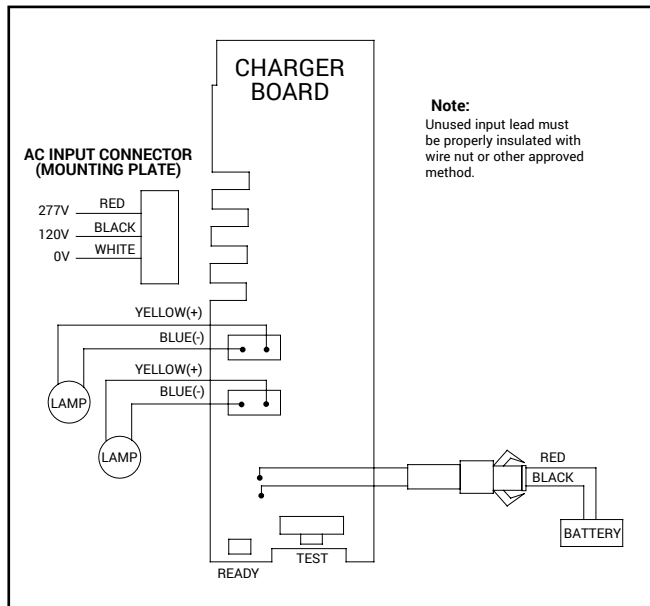 CHARGER
BOARD
Note:
Unused input lead must
be properly insulated with
wire nut or other approved
method.
AC INPUT CONNECTOR
(MOUNTING PLATE)
277V
RED
120V
BLACK
0V
WHITE
YELLOW(+)
BLUE(-)
YELLOW(+)
BLUE(-)
LAMP
LAMP
RED
BLACK
BATTERY
TEST
READY